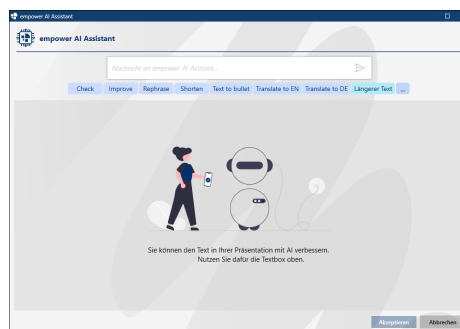 empower AI Assistant
empower AI Assistant
Nachricht an empower AI Assistant...
Check Improve Rephrase Shorten Text to bullet Translate to EN Translate to DE Längerer Text ...
Sie können den Text in Ihrer Präsentation mit AI verbessern.
Nutzen Sie dafür die Textbox oben.
Akzeptieren Abbrechen